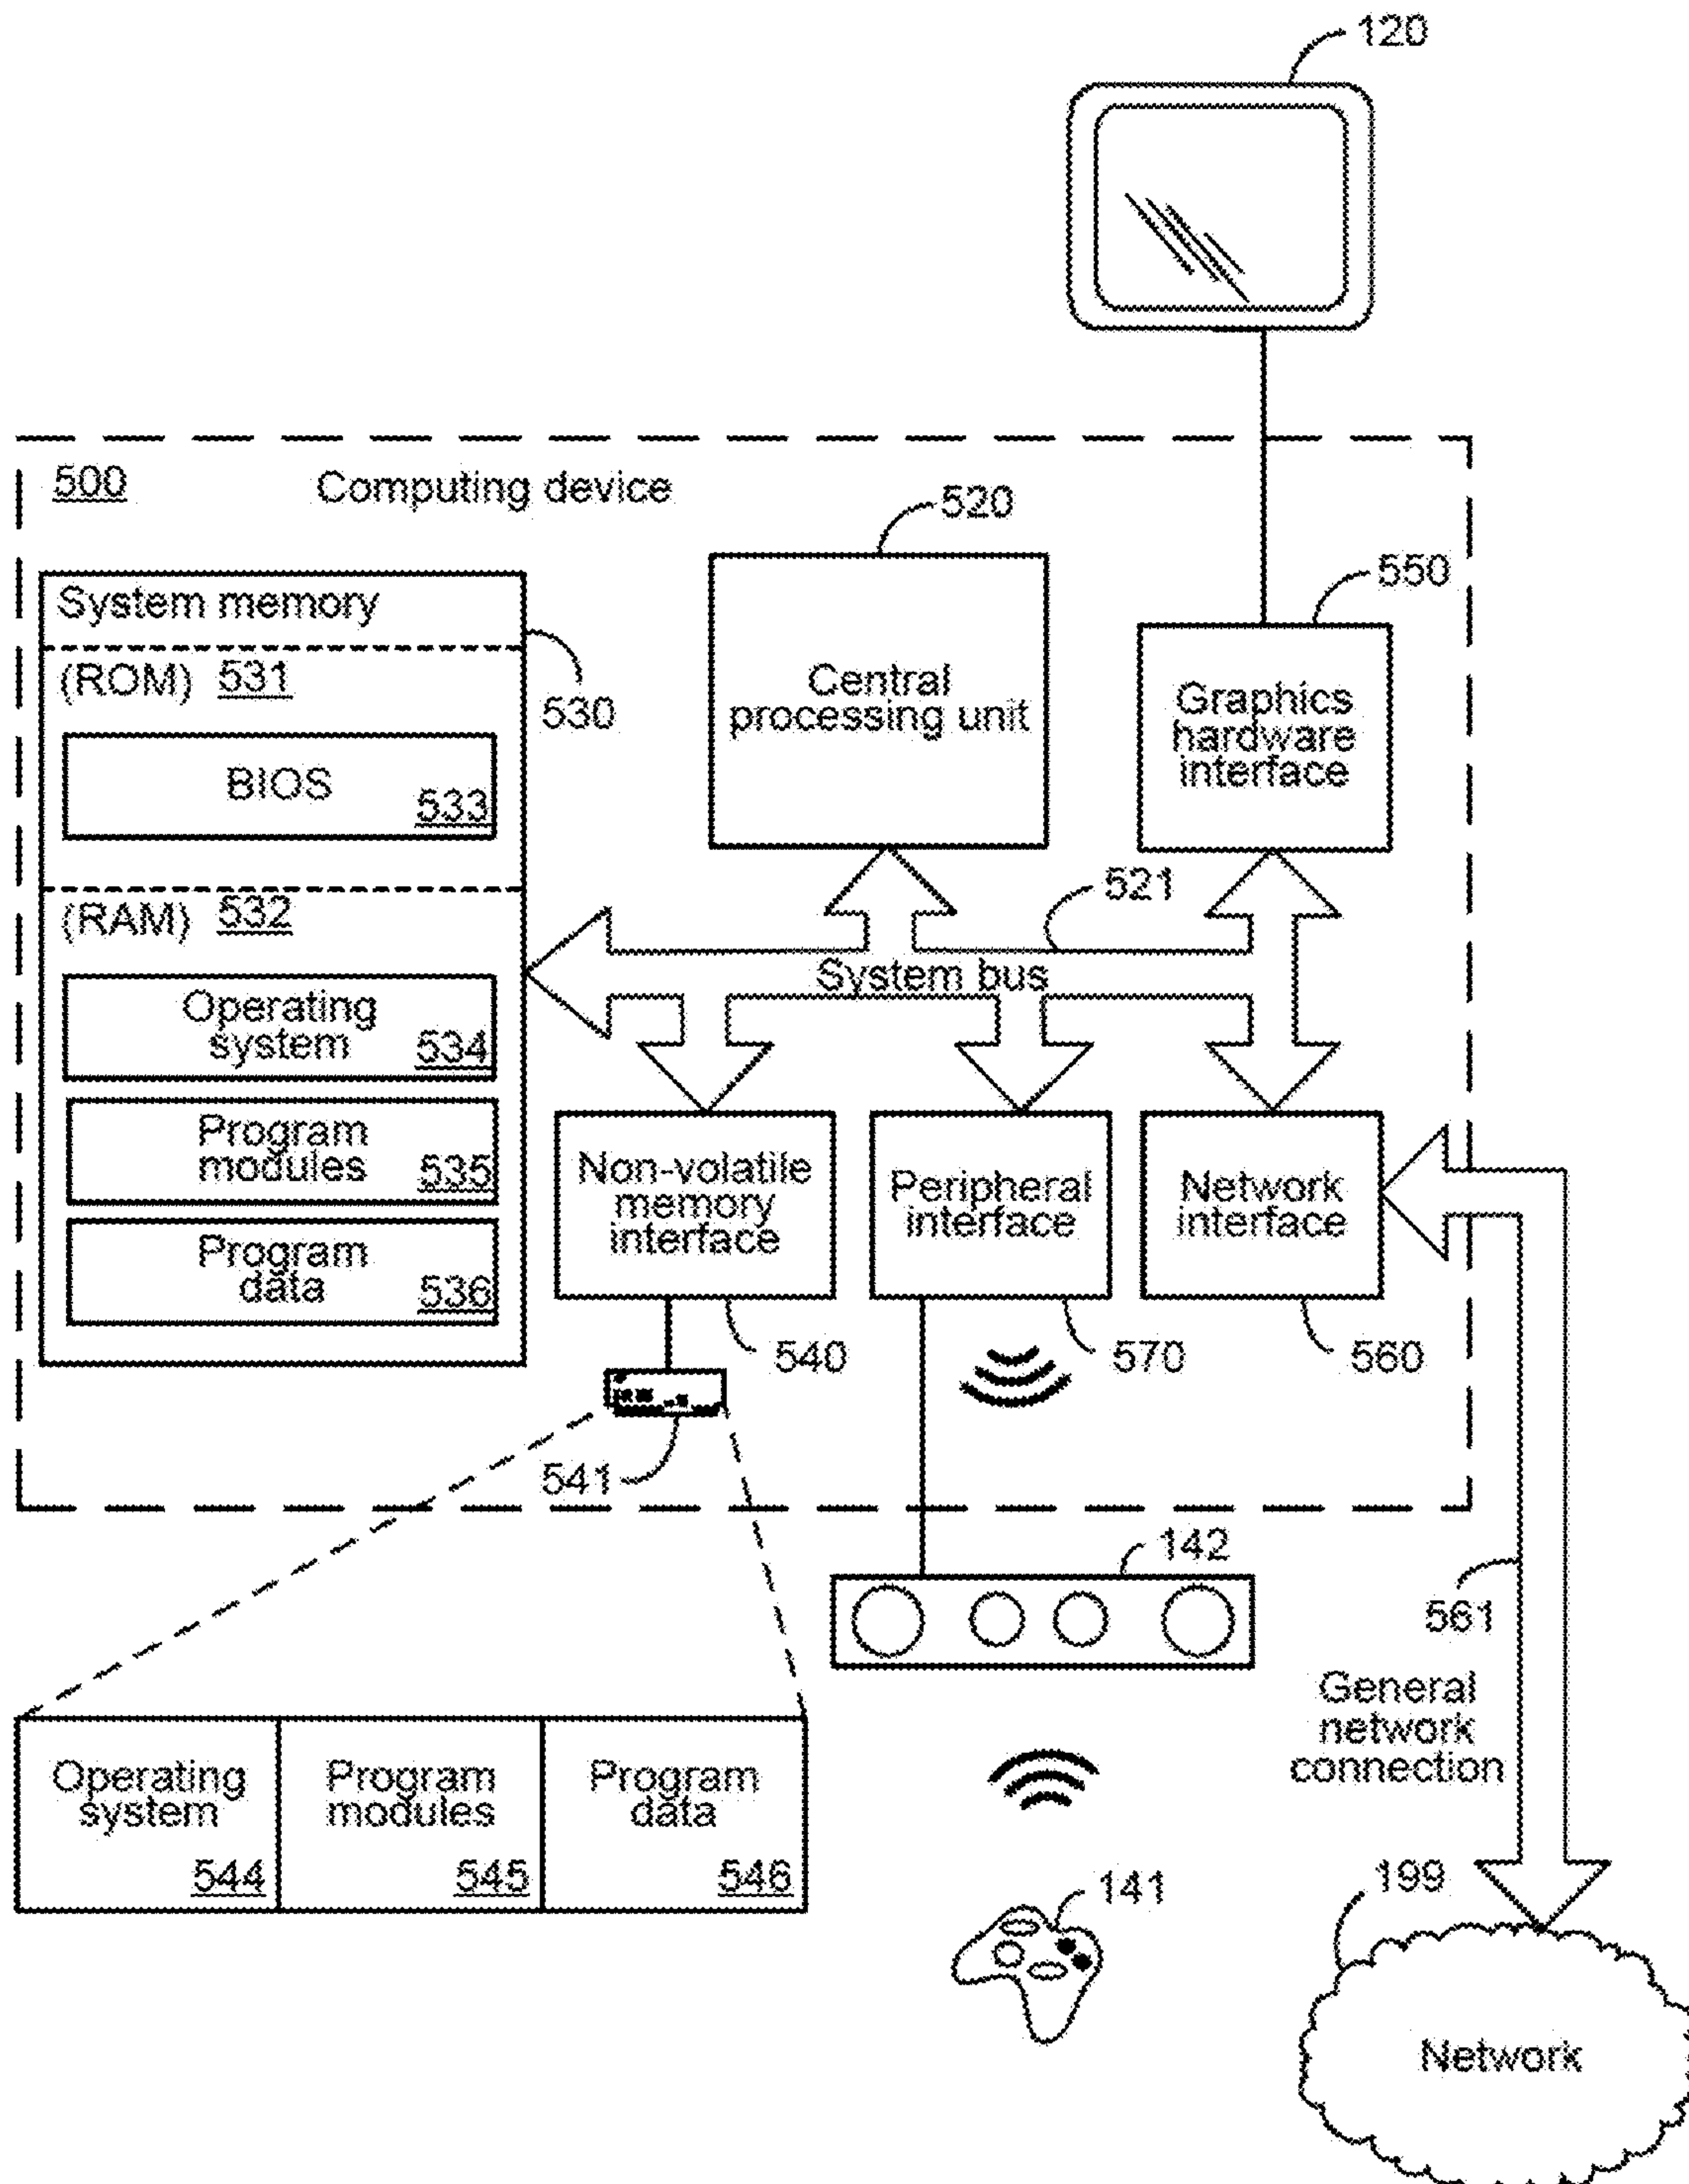 120
500
Computing device
520
550
System memory
(ROM) 531
530
BIOS
533
Central
processing unit
Graphics
hardware
interface
(RAM) 532
521
System bus
Operating
system
534
Program
modules
535
Program
data
536
Non-volatile
memory
interface
Peripheral
interface
Network
interface
540
570
560
541
142
561
General
network
connection
Operating
system
544
Program
modules
545
Program
data
546
141
199
Network